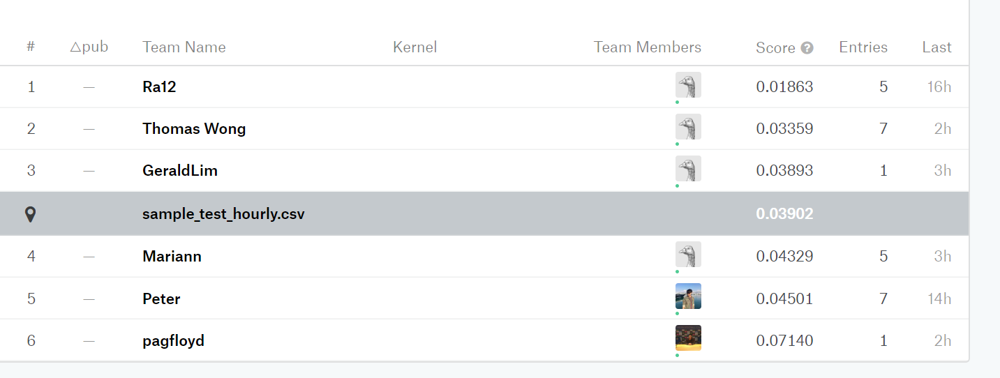 # △pub Team Name Kernel Team Members Score ? Entries Last
1 — Ra12 0.01863 5 16h
2 — Thomas Wong 0.03359 7 2h
3 — GeraldLim 0.03893 1 3h
sample_test_hourly.csv 0.03902
4 — Mariann 0.04329 5 3h
5 — Peter 0.04501 7 14h
6 — pagfloyd 0.07140 1 2h